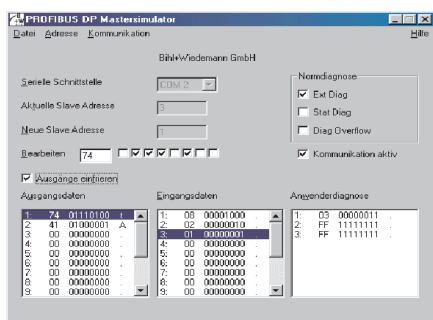 PROFIBUS DP Mastersimulator
Datei Adresse Kommunikation Hilfe
Bihl+Wiedemann GmbH
Serielle Schnittstelle COM 2
Aktuelle Slave Adresse 3
Neue Slave Adresse 1
Bearbeiten 74
Ausgänge einfrieren
Normdiagnose
Ext Diag
Stat Diag
Diag Overflow
Kommunikation aktiv
Ausgangsdaten
1: 74 01110100 t
2: 41 01000001 A
3: 00 00000000 .
4: 00 00000000 .
5: 00 00000000 .
6: 00 00000000 .
7: 00 00000000 .
8: 00 00000000 .
9: 00 00000000 .
Eingangsdaten
1: 08 00001000 .
2: 02 00000010 .
3: 01 00000001 .
4: 00 00000000 .
5: 00 00000000 .
6: 00 00000000 .
7: 00 00000000 .
8: 00 00000000 .
9: 00 00000000 .
Anwenderdiagnose
1: 03 00000011 .
2: FF 11111111 .
3: FF 11111111 .